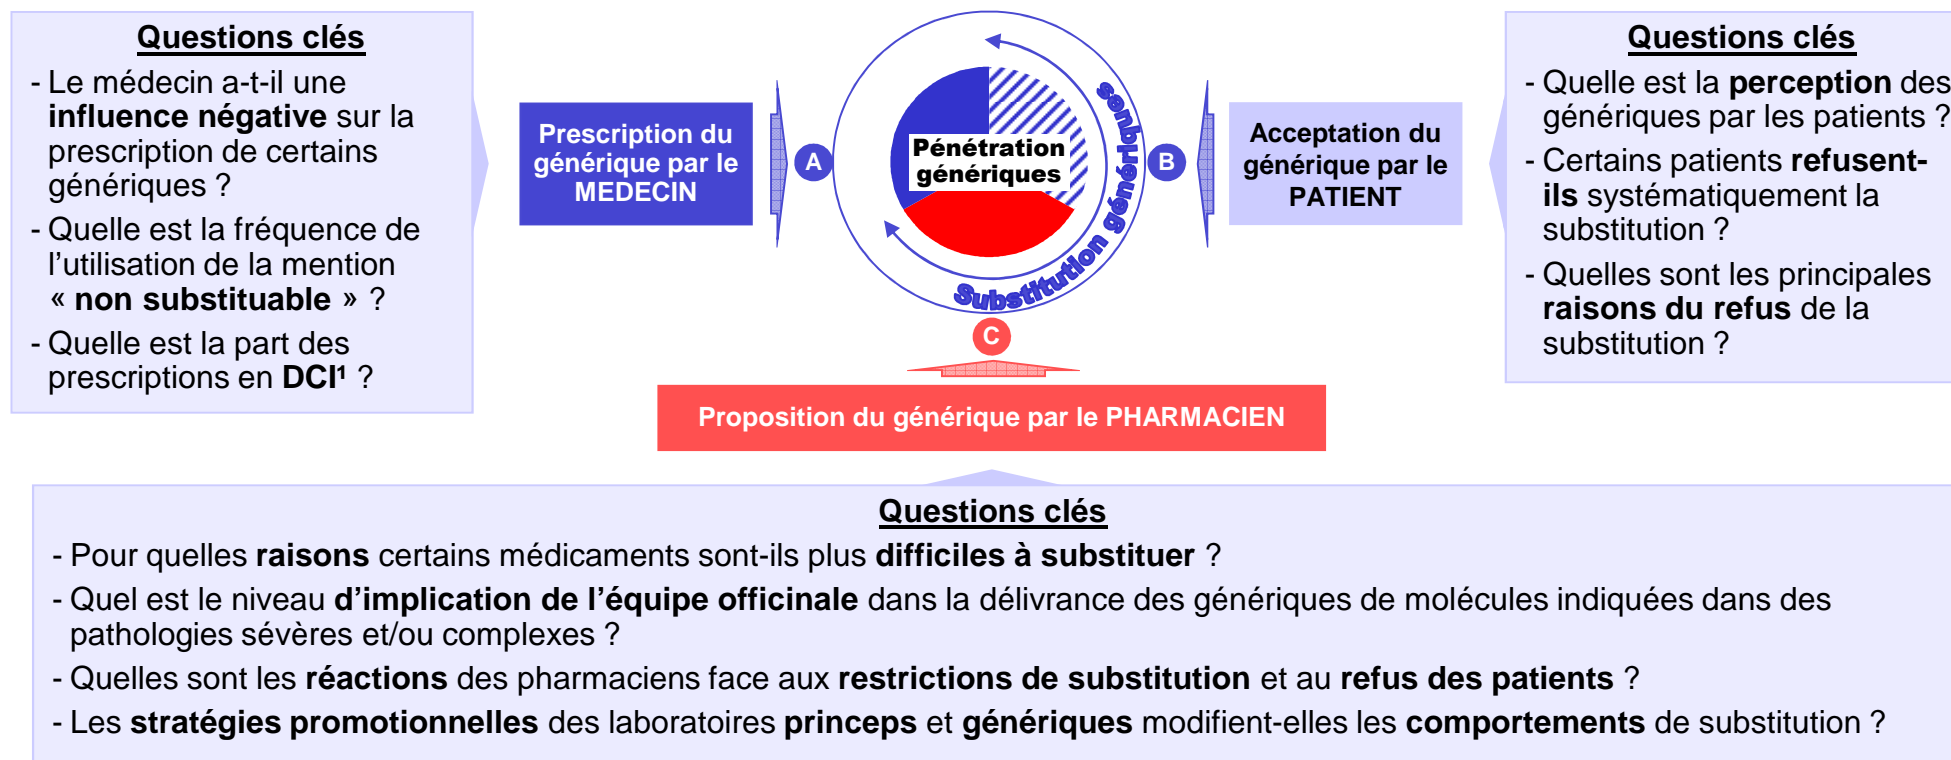 Questions clés
- Le médecin a-t-il une
influence négative sur la
prescription de certains
génériques ?
- Quelle est la fréquence de
l’utilisation de la mention
« non substituable » ?
- Quelle est la part des
prescriptions en DCI¹ ?
Prescription du
générique par le
MEDECIN
A
Pénétration
génériques
Substitution génériques
B
Acceptation du
générique par le
PATIENT
Questions clés
- Quelle est la perception des
génériques par les patients ?
- Certains patients refusent-
ils systématiquement la
substitution ?
- Quelles sont les principales
raisons du refus de la
substitution ?
C
Proposition du générique par le PHARMACIEN
Questions clés
- Pour quelles raisons certains médicaments sont-ils plus difficiles à substituer ?
- Quel est le niveau d’implication de l’équipe officinale dans la délivrance des génériques de molécules indiquées dans des
pathologies sévères et/ou complexes ?
- Quelles sont les réactions des pharmaciens face aux restrictions de substitution et au refus des patients ?
- Les stratégies promotionnelles des laboratoires princeps et génériques modifient-elles les comportements de substitution ?